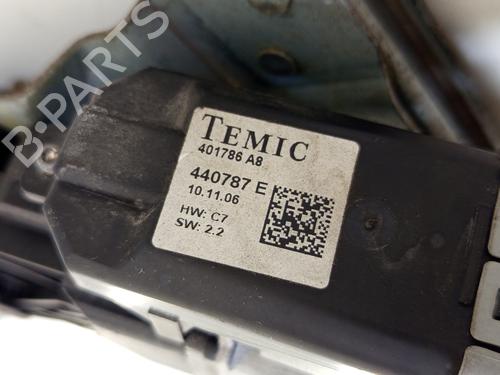 B-PARTS
TEMIC
401786 A8
440787 E
10.11.06
HW: C7
SW: 2.2